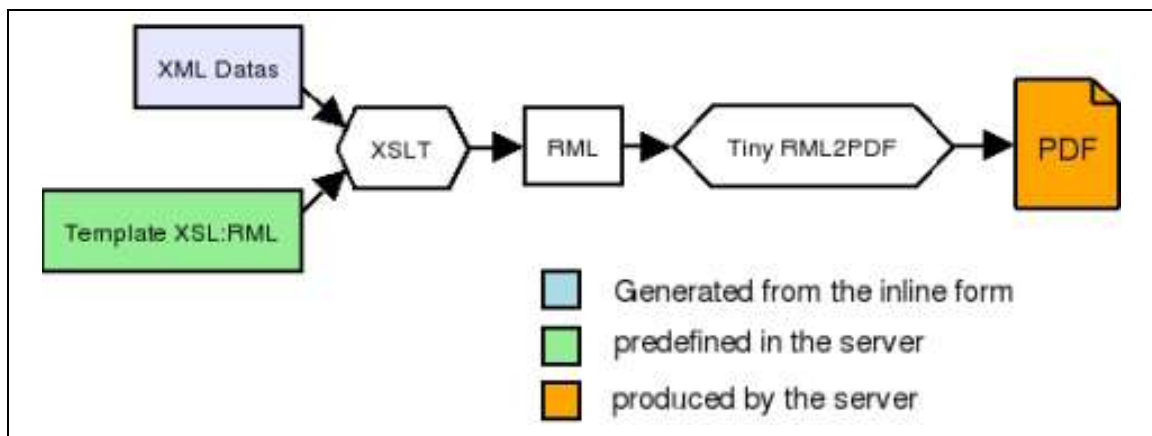 XML Datas
XSLT
RML
Tiny RML2PDF
PDF
Template XSL:RML
Generated from the inline form
predefined in the server
produced by the server